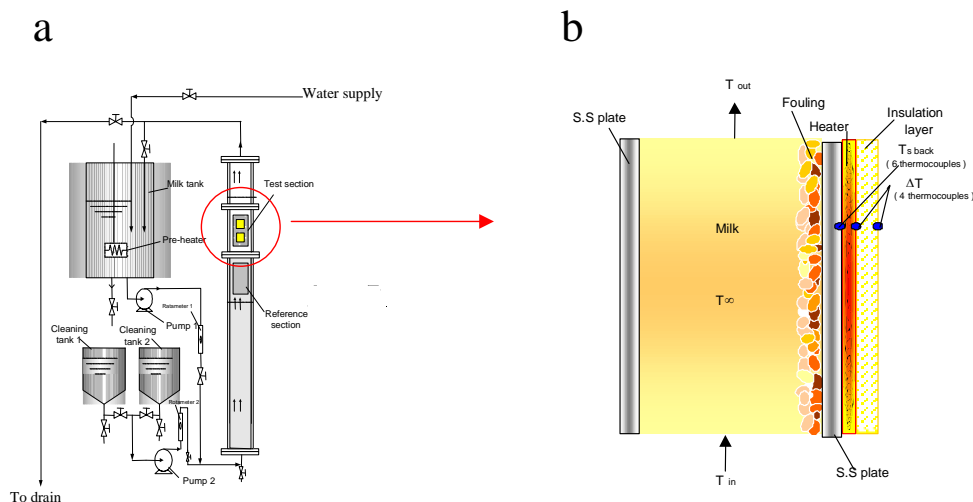 a
Water supply
Milk tank
Test section
Pre-heater
Reference
section
Ratameter 1
Pump 1
Cleaning
tank 1
Cleaning
tank 2
Rotameter 2
Pump 2
To drain
b
T out
Fouling
Insulation
layer
S.S plate
Heater
T s back
( 6 thermocouples )
ΔT
( 4 thermocouples )
Milk
T∞
S.S plate
T in